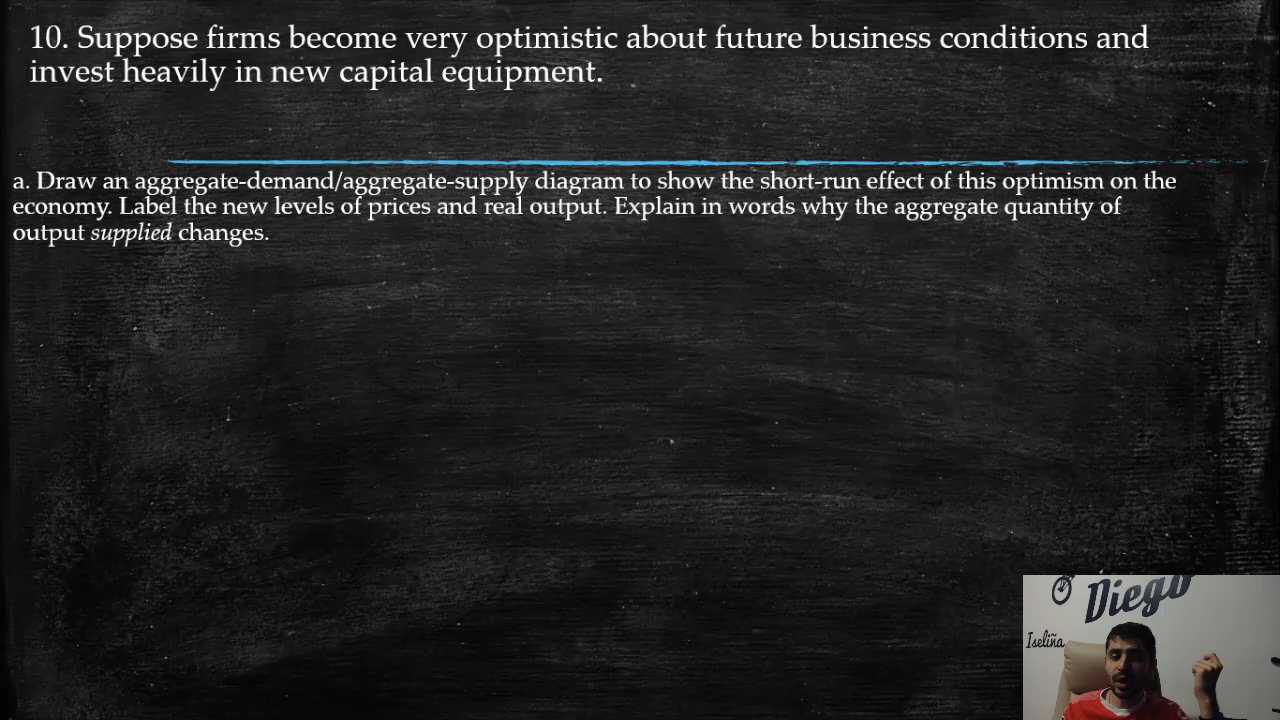 10. Suppose firms become very optimistic about future business conditions and
invest heavily in new capital equipment.
a. Draw an aggregate-demand/aggregate-supply diagram to show the short-run effect of this optimism on the
economy. Label the new levels of prices and real output. Explain in words why the aggregate quantity of
output supplied changes.
Diego
Iseliña